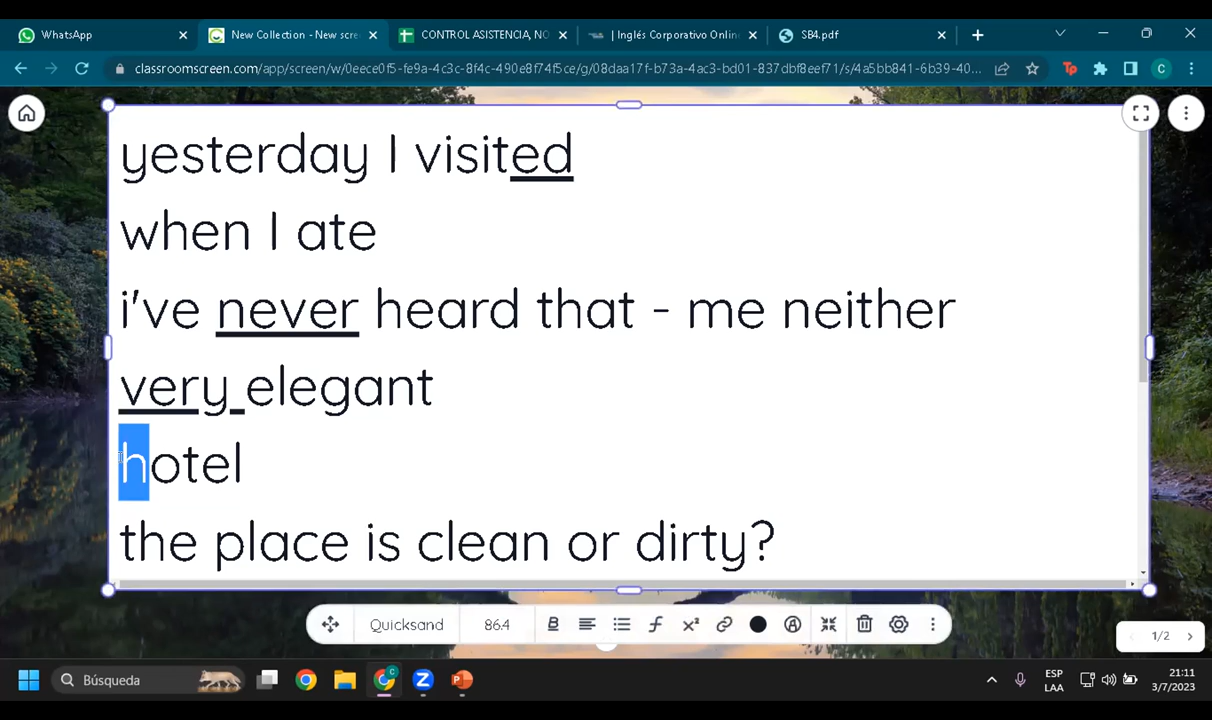 WhatsApp
New Collection - New scre
CONTROL ASISTENCIA, NO
| Inglés Corporativo Onlin
SB4.pdf
classroomscreen.com/app/screen/w/0eece0f5-fe9a-4c3c-8f4c-490e8f74f5ce/g/08daa17f-b73a-4ac3-bd01-837dbf8eef71/s/4a5bb841-6b39-40...
yesterday I visited
when I ate
i've never heard that - me neither
very elegant
hotel
the place is clean or dirty?
Quicksand
86.4
1/2
Búsqueda
ESP
LAA
21:11
3/7/2023